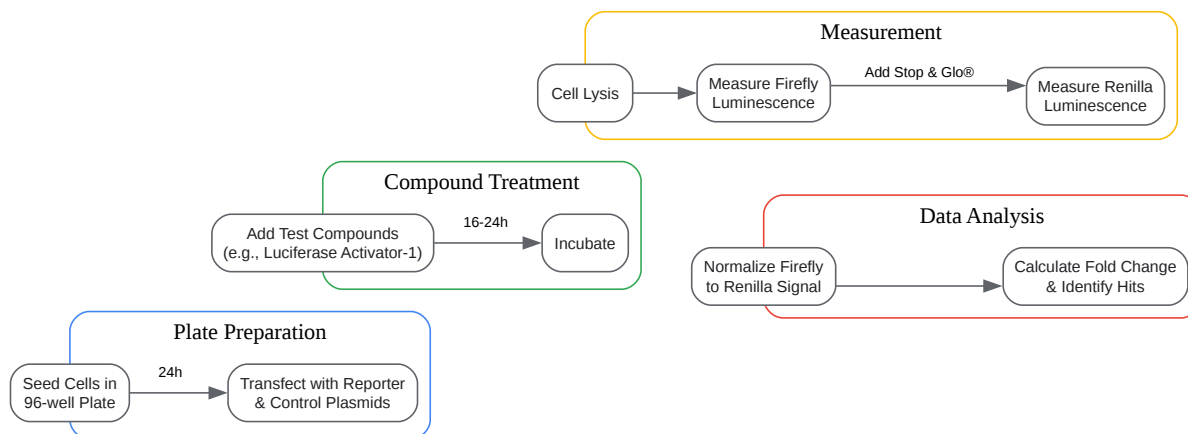 Measurement
Cell Lysis
Measure Firefly
Luminescence
Add Stop & Glo®
Measure Renilla
Luminescence
Compound Treatment
Add Test Compounds
(e.g., Luciferase Activator-1)
16-24h
Incubate
Data Analysis
Normalize Firefly
to Renilla Signal
Calculate Fold Change
& Identify Hits
Plate Preparation
Seed Cells in
96-well Plate
24h
Transfect with Reporter
& Control Plasmids